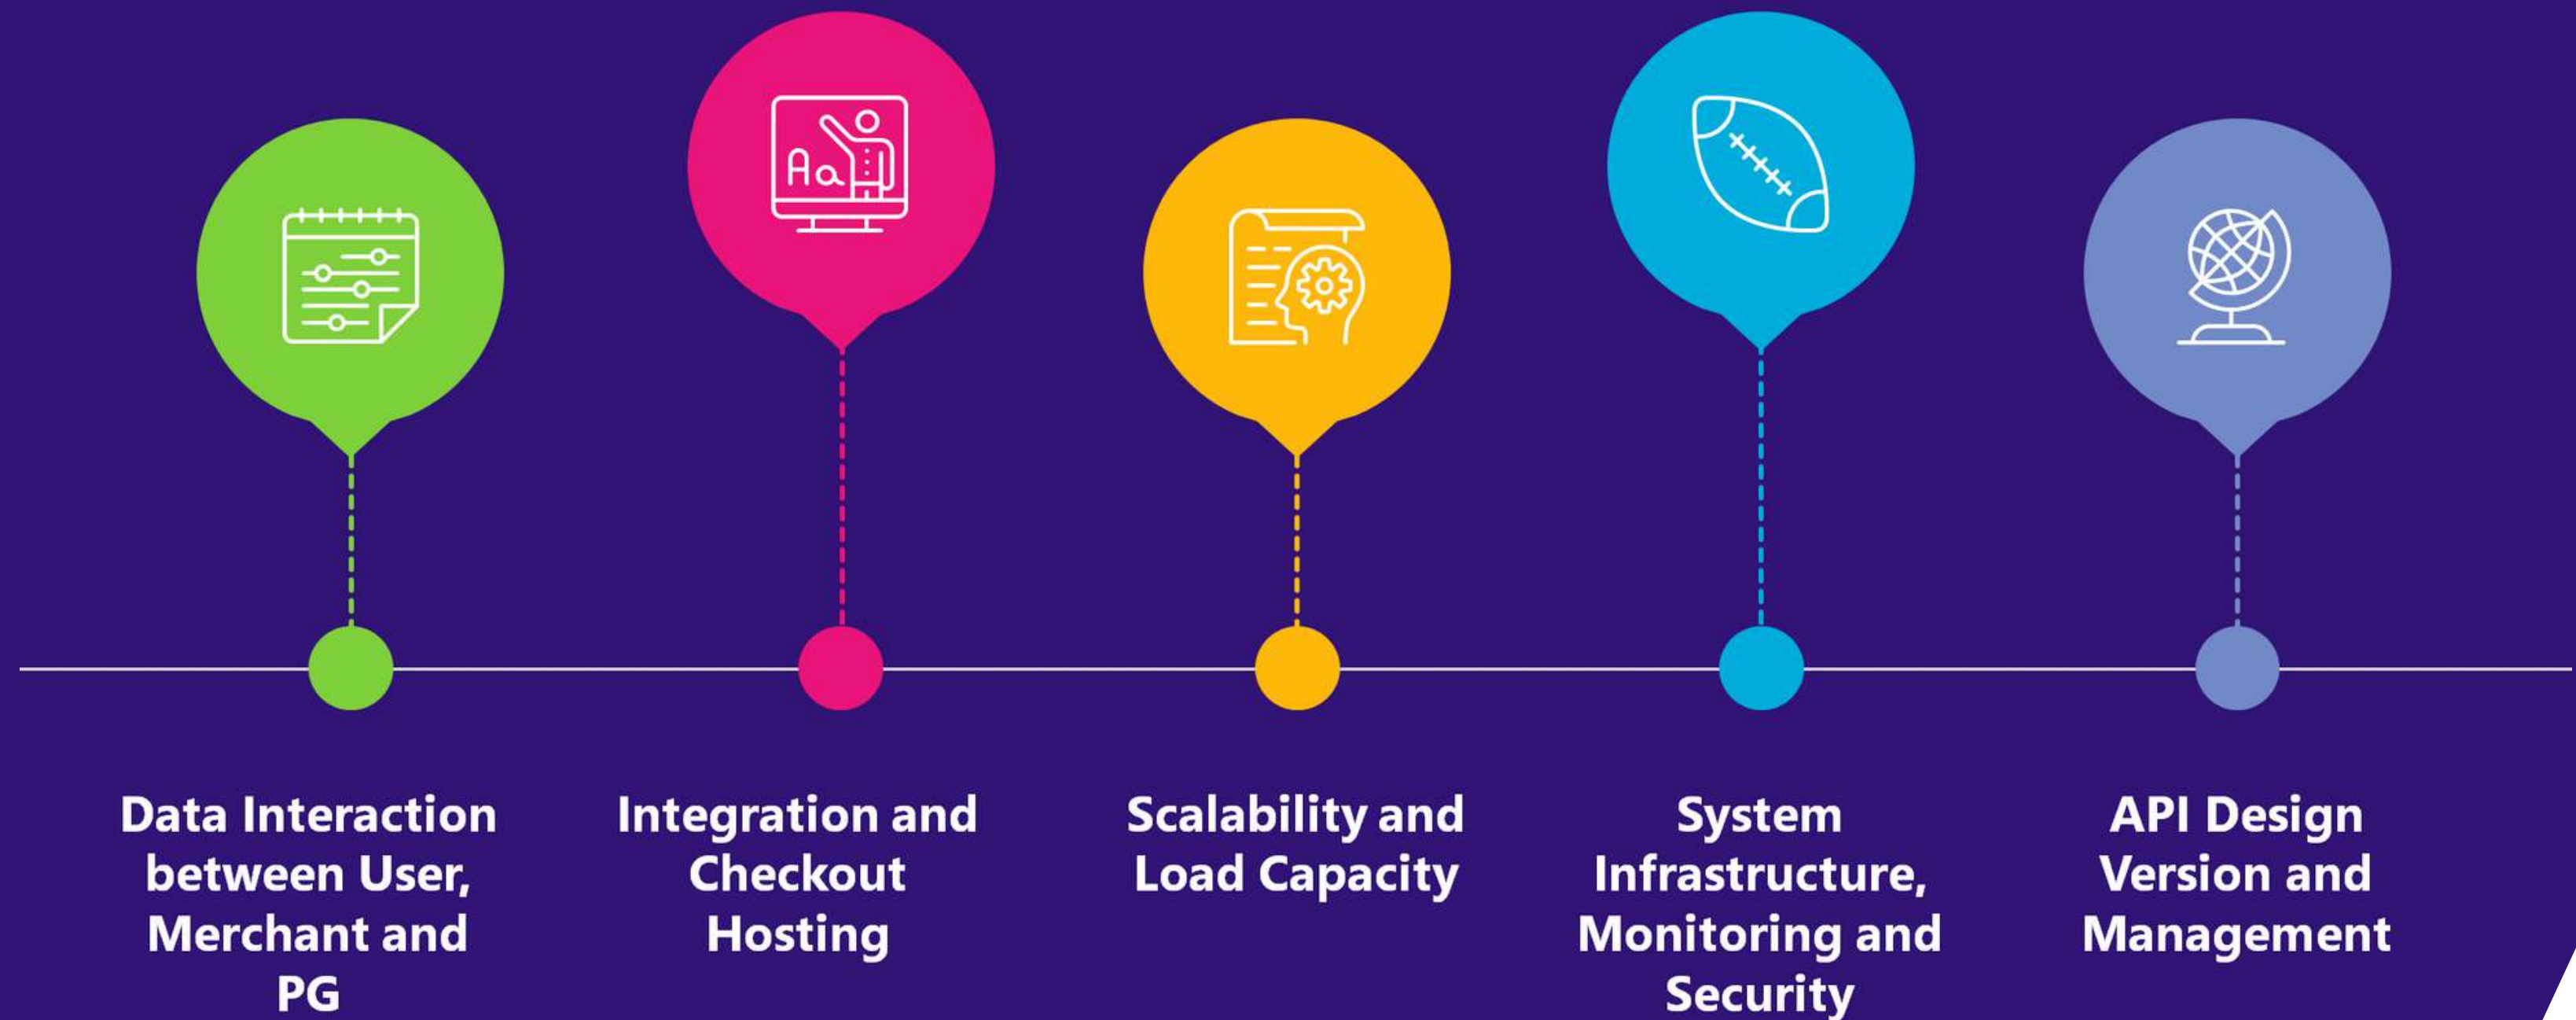 Aa
Data Interaction
between User,
Merchant and
PG
Integration and
Checkout
Hosting
Scalability and
Load Capacity
System
Infrastructure,
Monitoring and
Security
API Design
Version and
Management